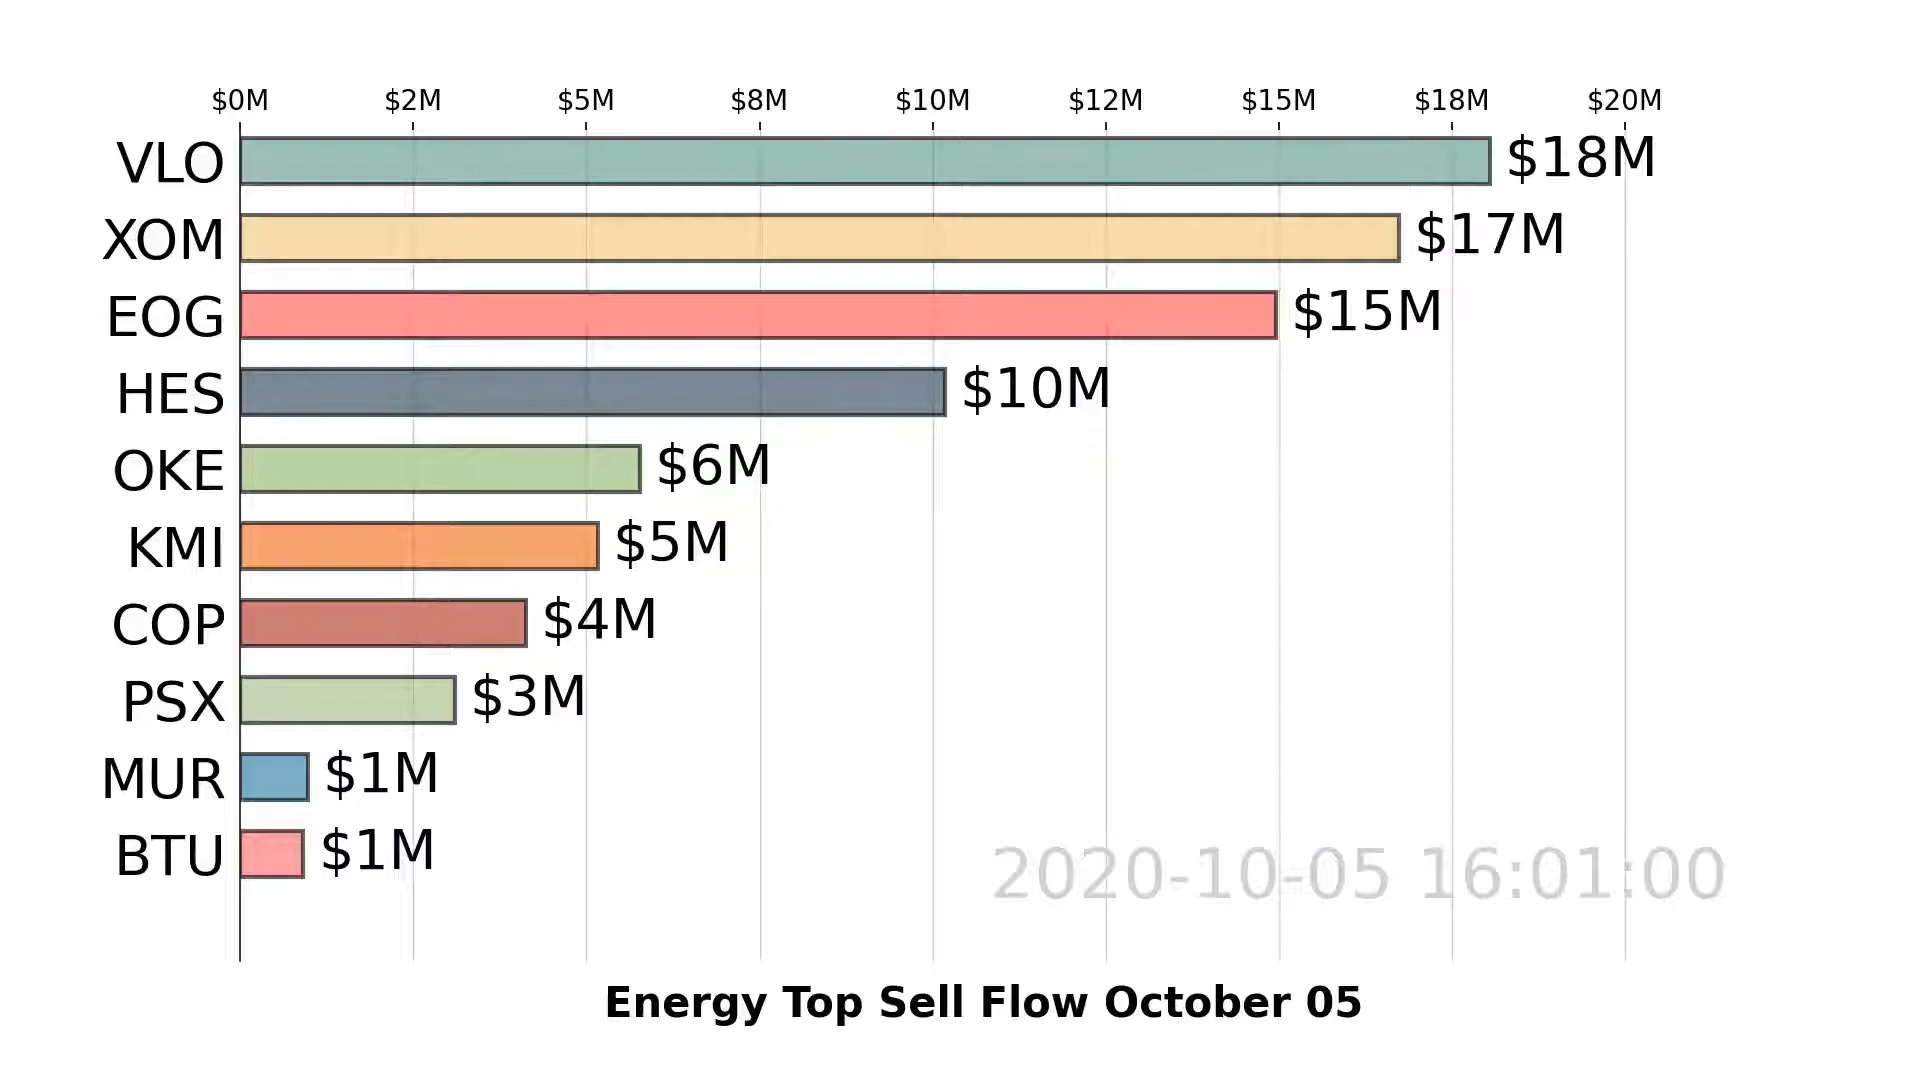 $0M $2M $5M $8M $10M $12M $15M $18M $20M
VLO $18M
XOM $17M
EOG $15M
HES $10M
OKE $6M
KMI $5M
COP $4M
PSX $3M
MUR $1M
BTU $1M
2020-10-05 16:01:00
Energy Top Sell Flow October 05